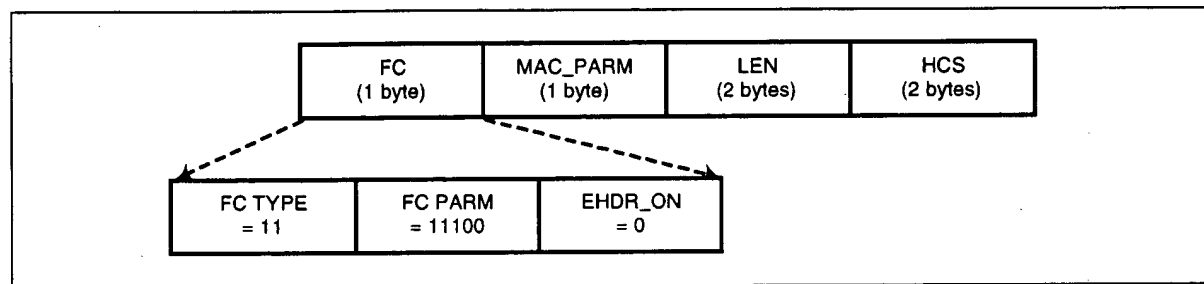 FC MAC_PARM LEN HCS
(1 byte) (1 byte) (2 bytes) (2 bytes)
FC TYPE FC PARM EHDR_ON
= 11 = 11100 = 0